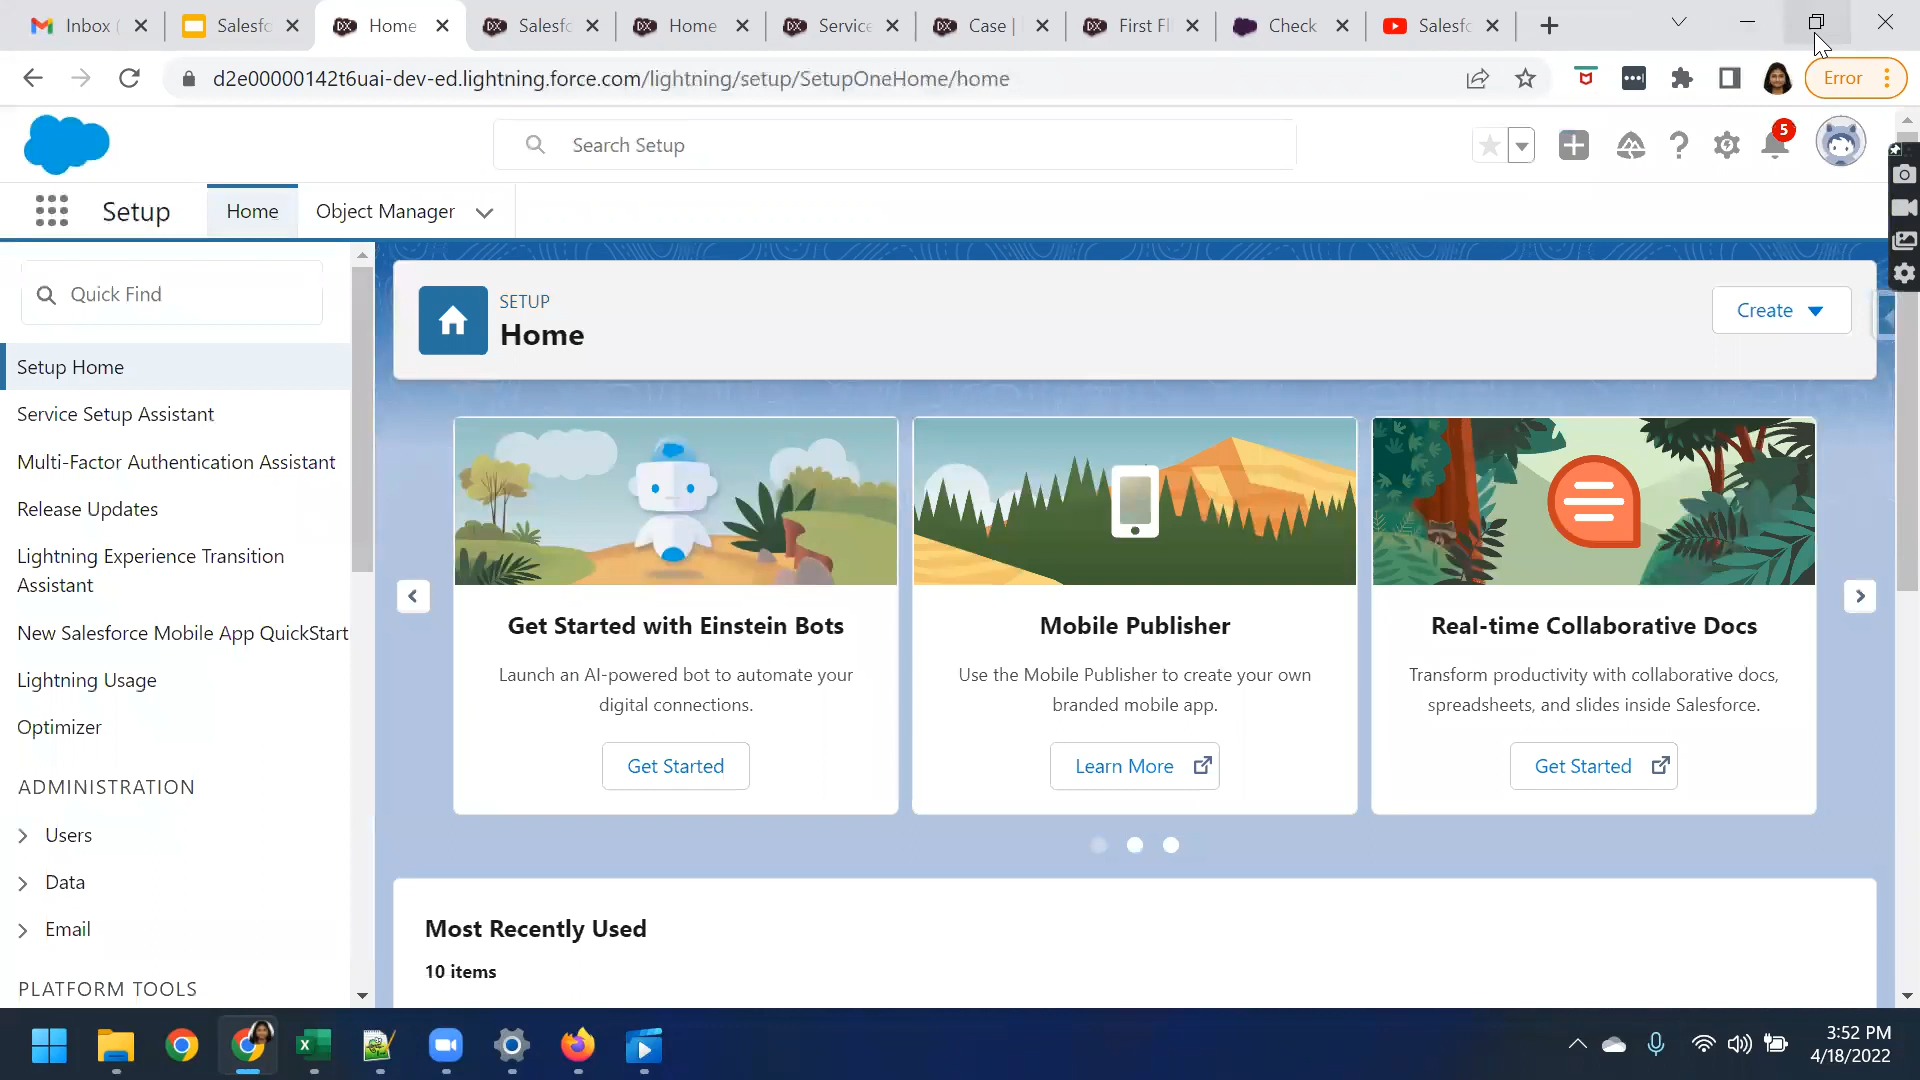 Inbox (
Salesfo
Home
Salesfo
Home
Service
Case |
First Fl
Check
Salesfo
d2e00000142t6uai-dev-ed.lightning.force.com/lightning/setup/SetupOneHome/home
Error
Search Setup
5
Setup
Home
Object Manager
Quick Find
SETUP
Home
Create
Setup Home
Service Setup Assistant
Multi-Factor Authentication Assistant
Release Updates
Lightning Experience Transition
Assistant
New Salesforce Mobile App QuickStart
Lightning Usage
Optimizer
ADMINISTRATION
Users
Data
Email
PLATFORM TOOLS
Get Started with Einstein Bots
Launch an AI-powered bot to automate your
digital connections.
Get Started
Mobile Publisher
Use the Mobile Publisher to create your own
branded mobile app.
Learn More
Real-time Collaborative Docs
Transform productivity with collaborative docs,
spreadsheets, and slides inside Salesforce.
Get Started
Most Recently Used
10 items
3:52 PM
4/18/2022